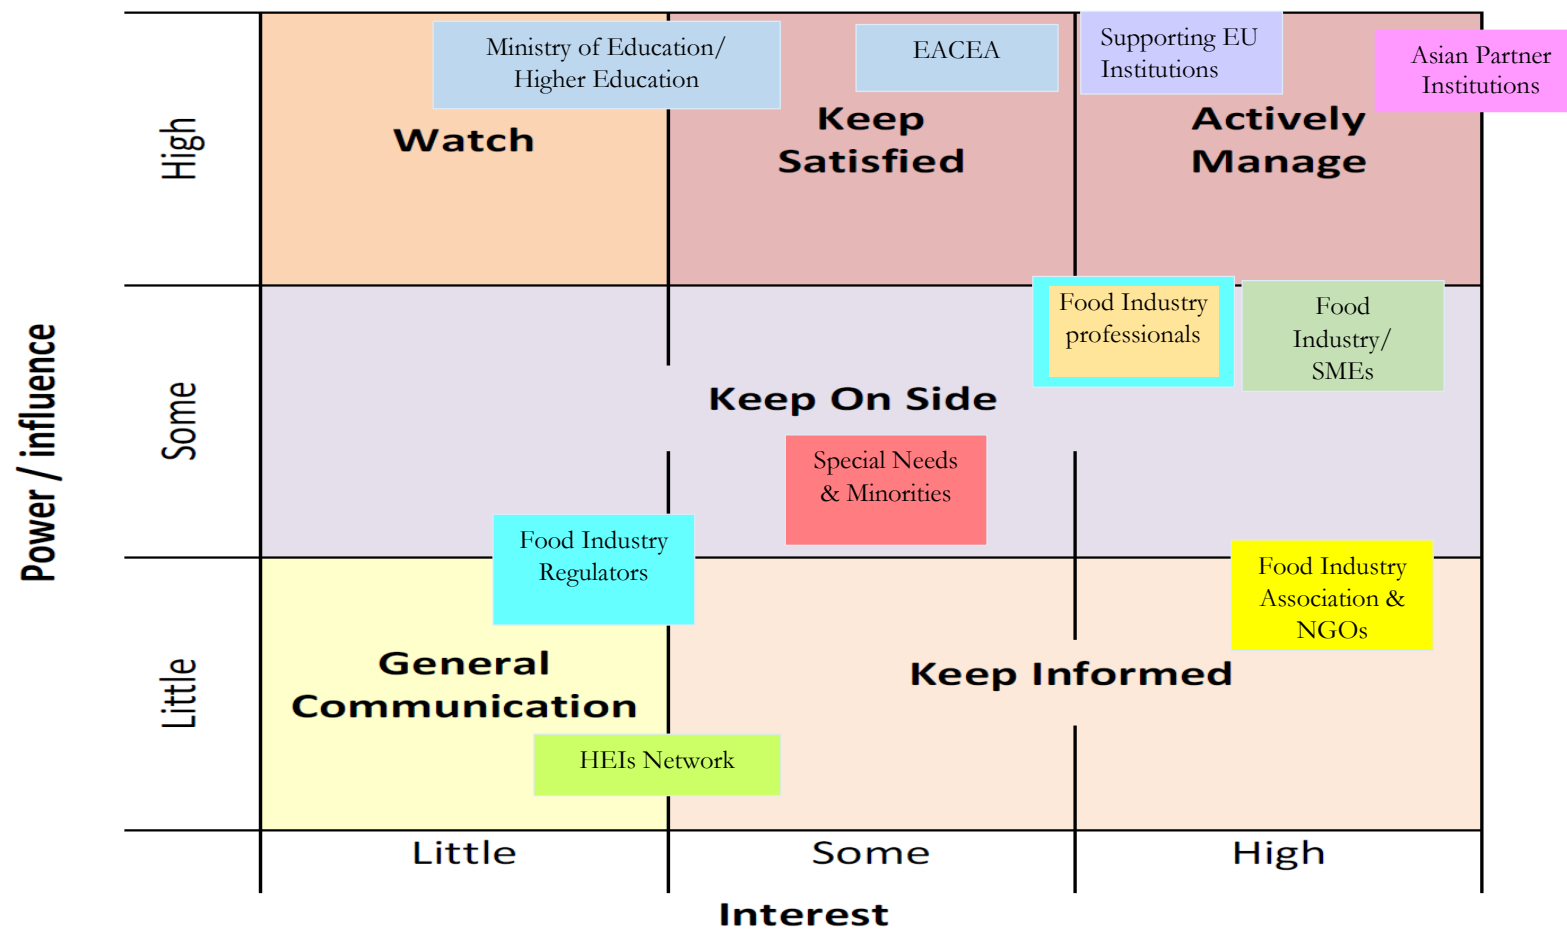 Ministry of Education/
Higher Education
EACEA
Supporting EU
Institutions
Asian Partner
Institutions
High
Watch
Keep
Satisfied
Actively
Manage
Power / influence
Some
Food Industry
professionals
Food
Industry/
SMEs
Keep On Side
Special Needs
& Minorities
Food Industry
Regulators
Food Industry
Association &
NGOs
Little
General
Communication
Keep Informed
HEIs Network
Little
Some
High
Interest